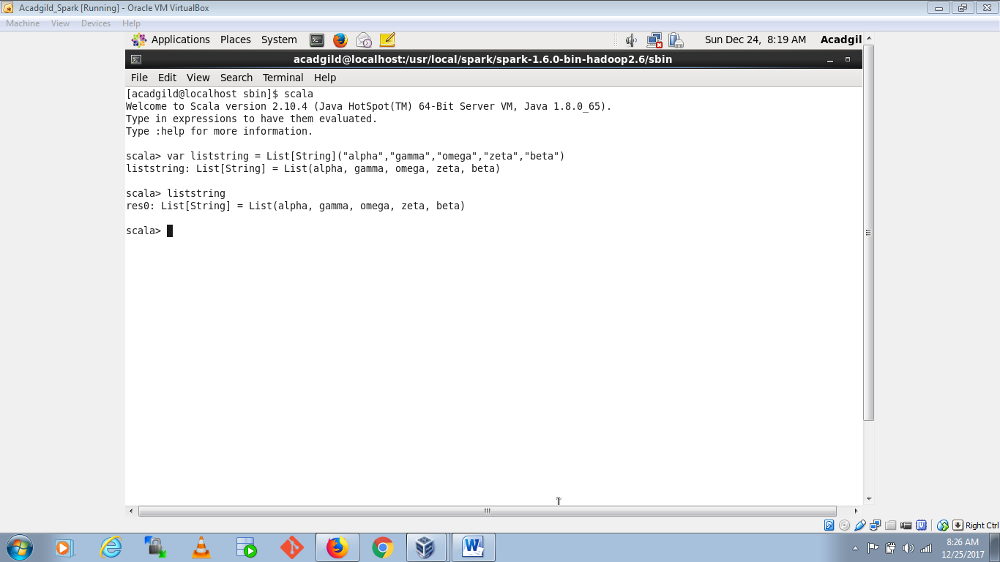 Acadgild_Spark [Running] - Oracle VM VirtualBox
Machine View Devices Help
Applications Places System Sun Dec 24, 8:19 AM Acadgil
acadgild@localhost:/usr/local/spark/spark-1.6.0-bin-hadoop2.6/sbin
File Edit View Search Terminal Help
[acadgild@localhost sbin]$ scala
Welcome to Scala version 2.10.4 (Java HotSpot(TM) 64-Bit Server VM, Java 1.8.0_65).
Type in expressions to have them evaluated.
Type :help for more information.
scala> var liststring = List[String]("alpha","gamma","omega","zeta","beta")
liststring: List[String] = List(alpha, gamma, omega, zeta, beta)
scala> liststring
res0: List[String] = List(alpha, gamma, omega, zeta, beta)
scala>
Right Ctrl
8:26 AM
12/25/2017